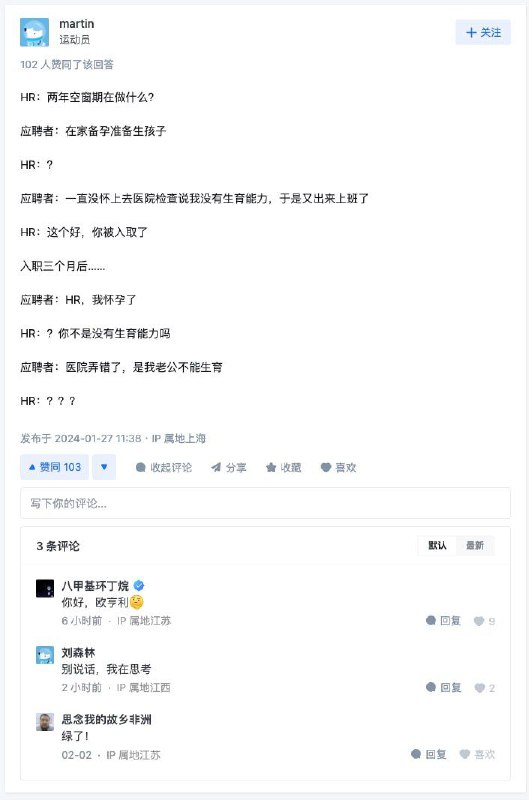 martin
运动员
关注
102 人赞同了该回答
HR：两年空窗期在做什么?
应聘者：在家备孕准备生孩子
HR：?
应聘者：一直没怀上去医院检查说我没有生育能力，于是又出来上班了
HR：这个好，你被入取了
入职三个月后……
应聘者：HR，我怀孕了
HR：? 你不是没有生育能力吗
应聘者：医院弄错了，是我老公不能生育
HR：? ? ?
发布于 2024-01-27 11:38 · IP 属地上海
赞同 103 收起评论 分享 收藏 喜欢
写下你的评论...
3 条评论 默认 最新
八甲基环丁烷
你好，欧亨利
6 小时前 · IP 属地江苏 回复 9
刘森林
别说话，我在思考
2 小时前 · IP 属地江西 回复 2
思念我的故乡非洲
绿了!
02-02 · IP 属地江苏 回复 喜欢